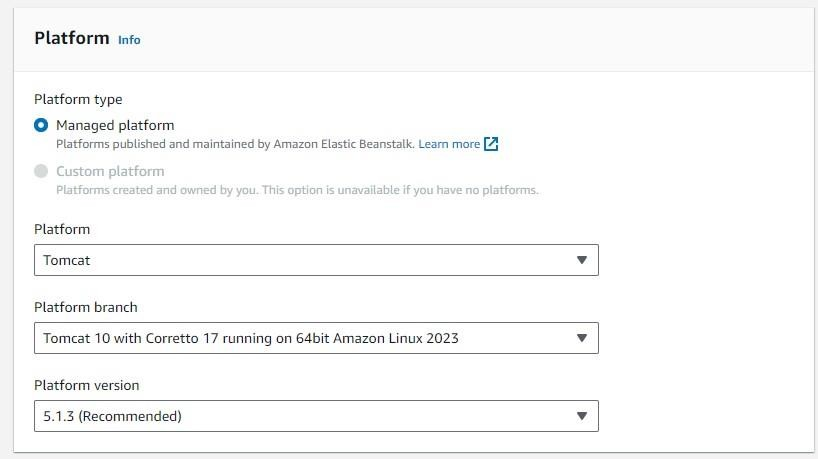 Platform Info
Platform type
Managed platform
Platforms published and maintained by Amazon Elastic Beanstalk. Learn more
Custom platform
Platforms created and owned by you. This option is unavailable if you have no platforms.
Platform
Tomcat
Platform branch
Tomcat 10 with Corretto 17 running on 64bit Amazon Linux 2023
Platform version
5.1.3 (Recommended)